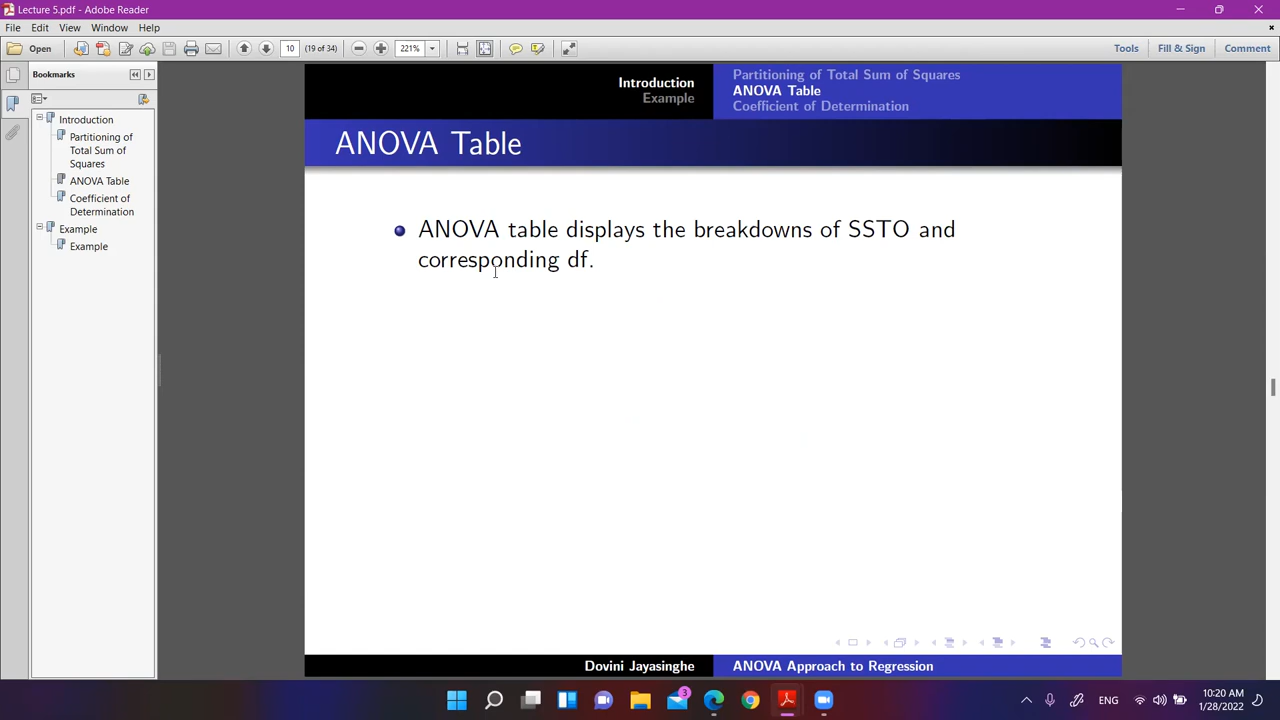 Lecture 5.pdf - Adobe Reader
File Edit View Window Help
Open 10 (19 of 34) 221% Tools Fill & Sign Comment
Bookmarks
Introduction
Partitioning of
Total Sum of
Squares
ANOVA Table
Coefficient of
Determination
Example
Example
Introduction
Example
Partitioning of Total Sum of Squares
ANOVA Table
Coefficient of Determination
ANOVA Table
ANOVA table displays the breakdowns of SSTO and
corresponding df.
Dovini Jayasinghe ANOVA Approach to Regression
3
ENG
10:20 AM
1/28/2022